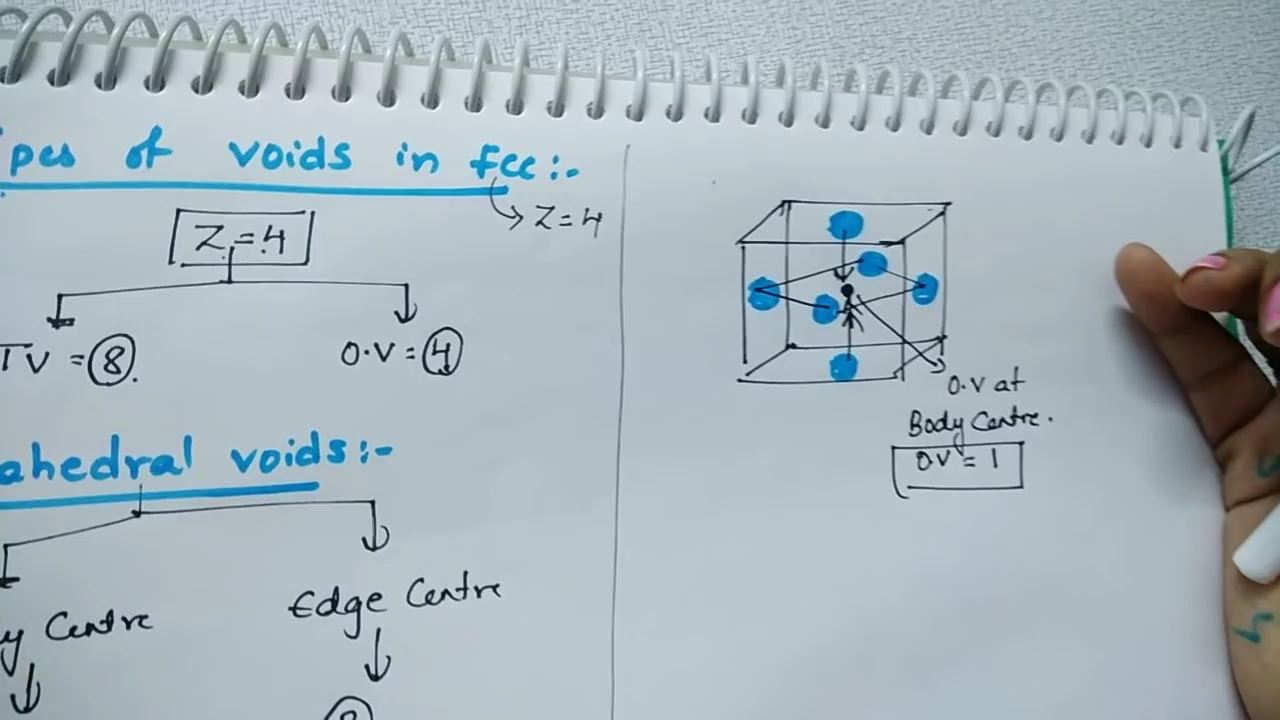 pes of voids in fcc:-
Z = 4
Z = 4
TV = 8.
O.V = 4
ahedral voids:-
y Centre
Edge Centre
O.V at
Body Centre.
OV = 1